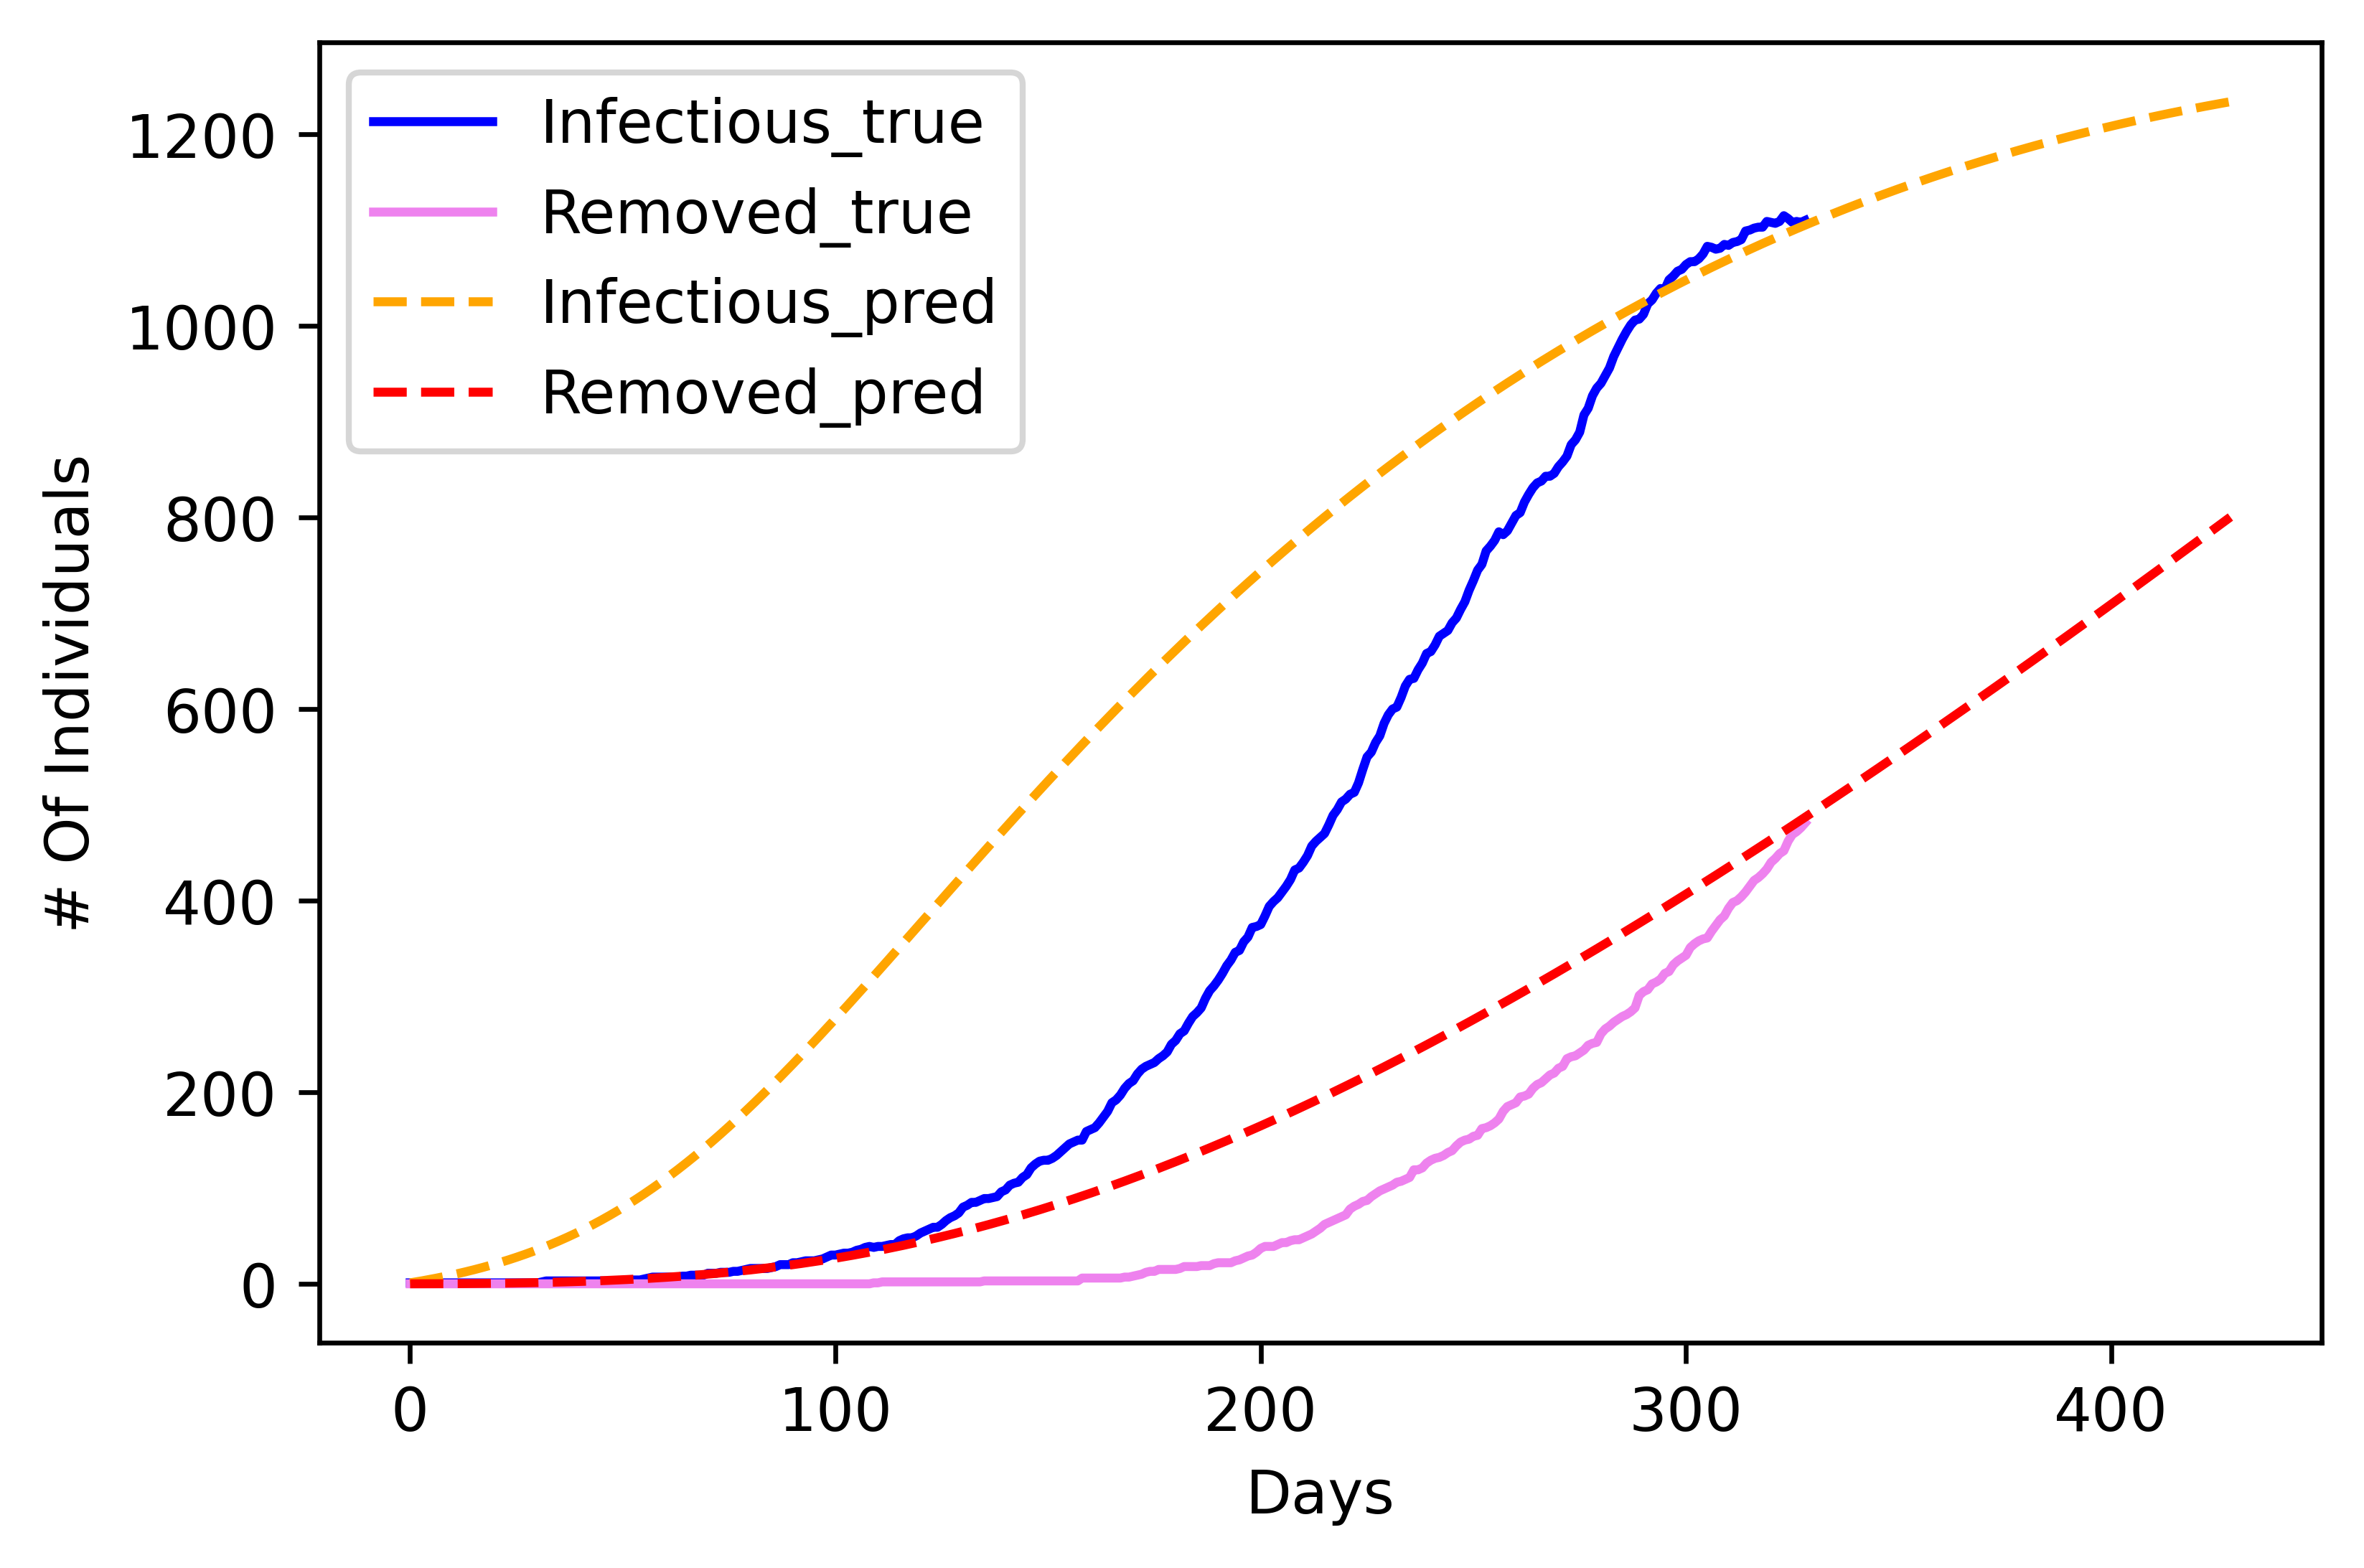 Infectious_true
Removed_true
Infectious_pred
Removed_pred
1200
1000
800
600
400
200
0
# Of Individuals
0 100 200 300 400
Days